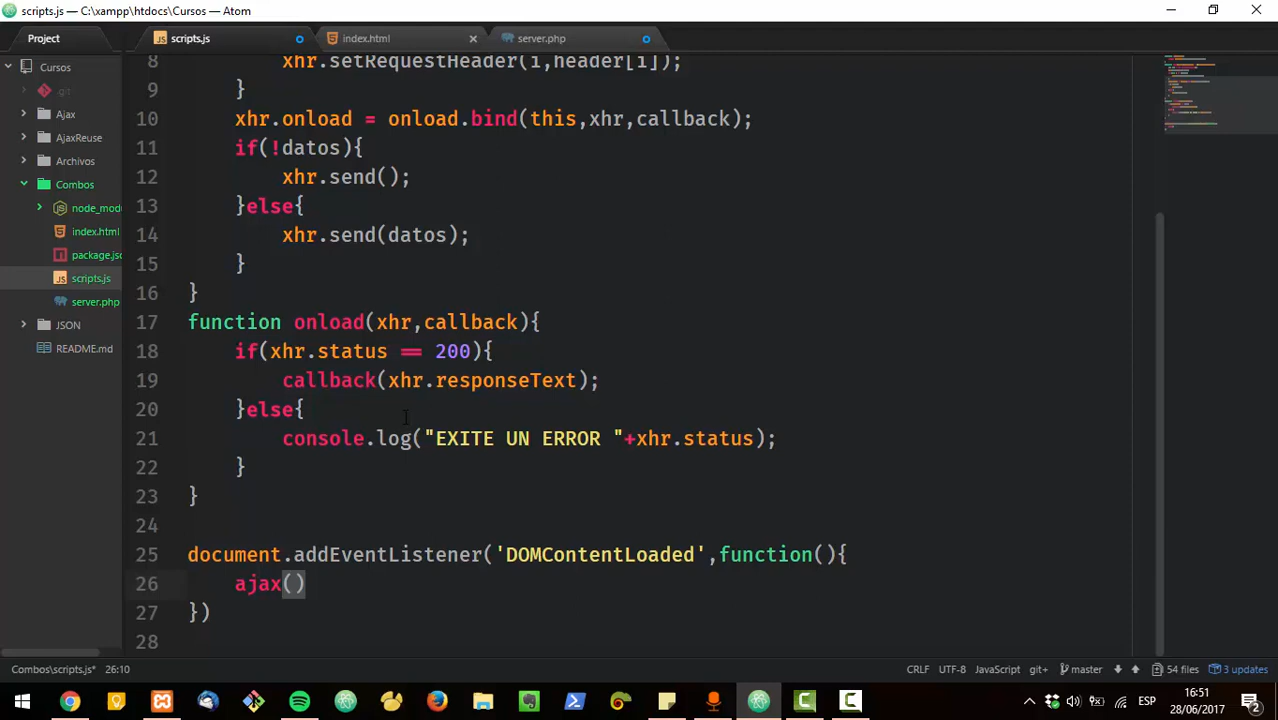 scripts.js — C:\xampp\htdocs\Cursos — Atom
Project
scripts.js
index.html
server.php
Cursos
.git
Ajax
AjaxReuse
Archivos
Combos
node_modu
index.html
package.jsc
scripts.js
server.php
JSON
README.md
8 xhr.setRequestHeader(i,header[i]);
9 }
10 xhr.onload = onload.bind(this,xhr,callback);
11 if(!datos){
12 xhr.send();
13 }else{
14 xhr.send(datos);
15 }
16 }
17 function onload(xhr,callback){
18 if(xhr.status == 200){
19 callback(xhr.responseText);
20 }else{
21 console.log("EXITE UN ERROR "+xhr.status);
22 }
23 }
24
25 document.addEventListener('DOMContentLoaded',function(){
26 ajax()
27 })
28
Combos\scripts.js* 26:10 CRLF UTF-8 JavaScript git+ master 54 files 3 updates
ESP 16:51
28/06/2017
2